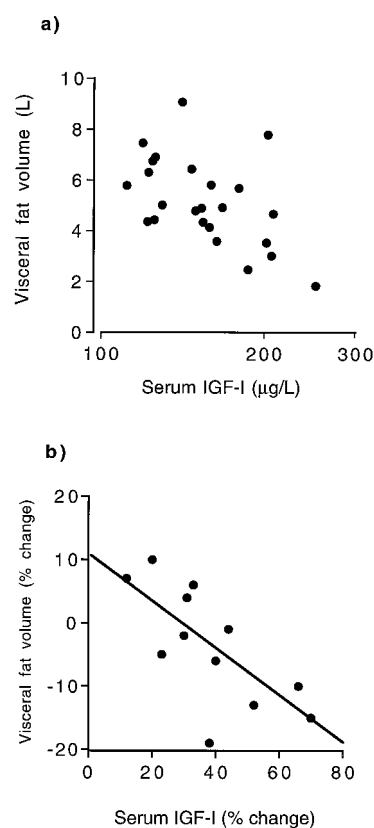 a)
10
8
6
4
2
0
Visceral fat volume (L)
100 200 300
Serum IGF-I (µg/L)
b)
20
10
0
-10
-20
Visceral fat volume (% change)
0 20 40 60 80
Serum IGF-I (% change)